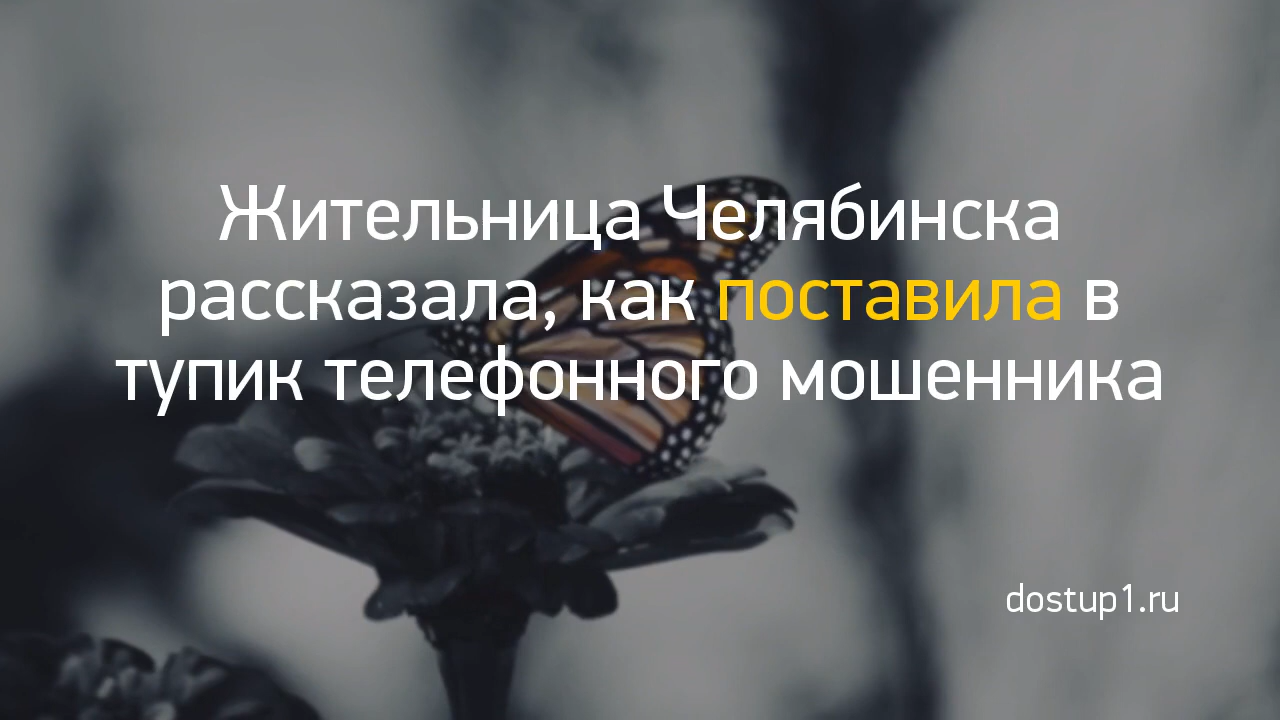 Жительница Челябинска
рассказала, как поставила в
тупик телефонного мошенника
dostup1.ru